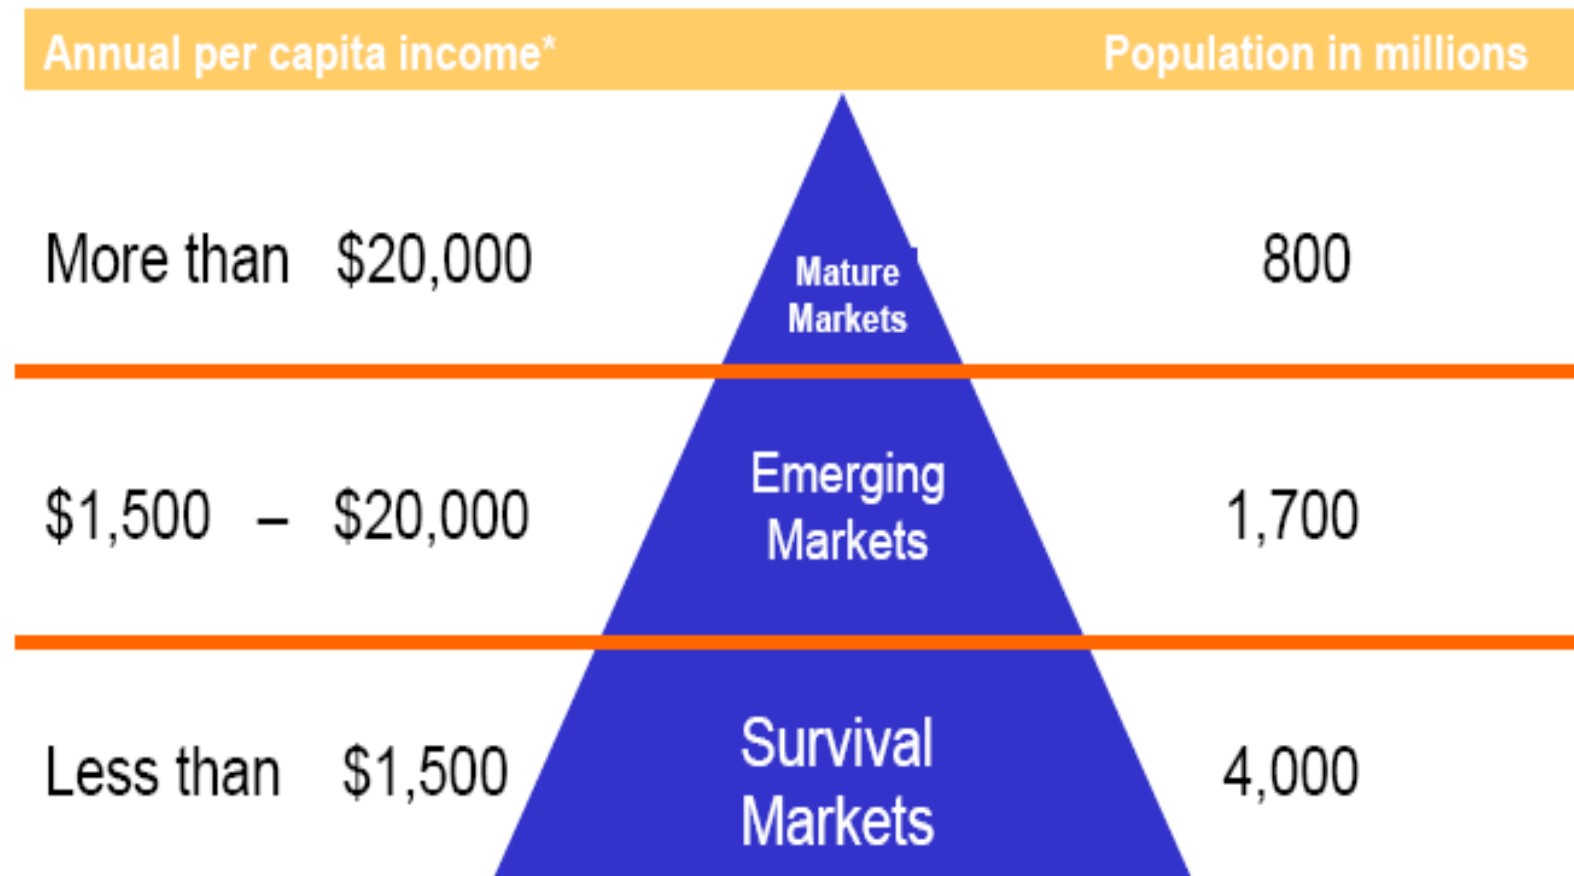 Annual per capita income* Population in millions
More than $20,000 Mature Markets 800
$1,500 – $20,000 Emerging Markets 1,700
Less than $1,500 Survival Markets 4,000